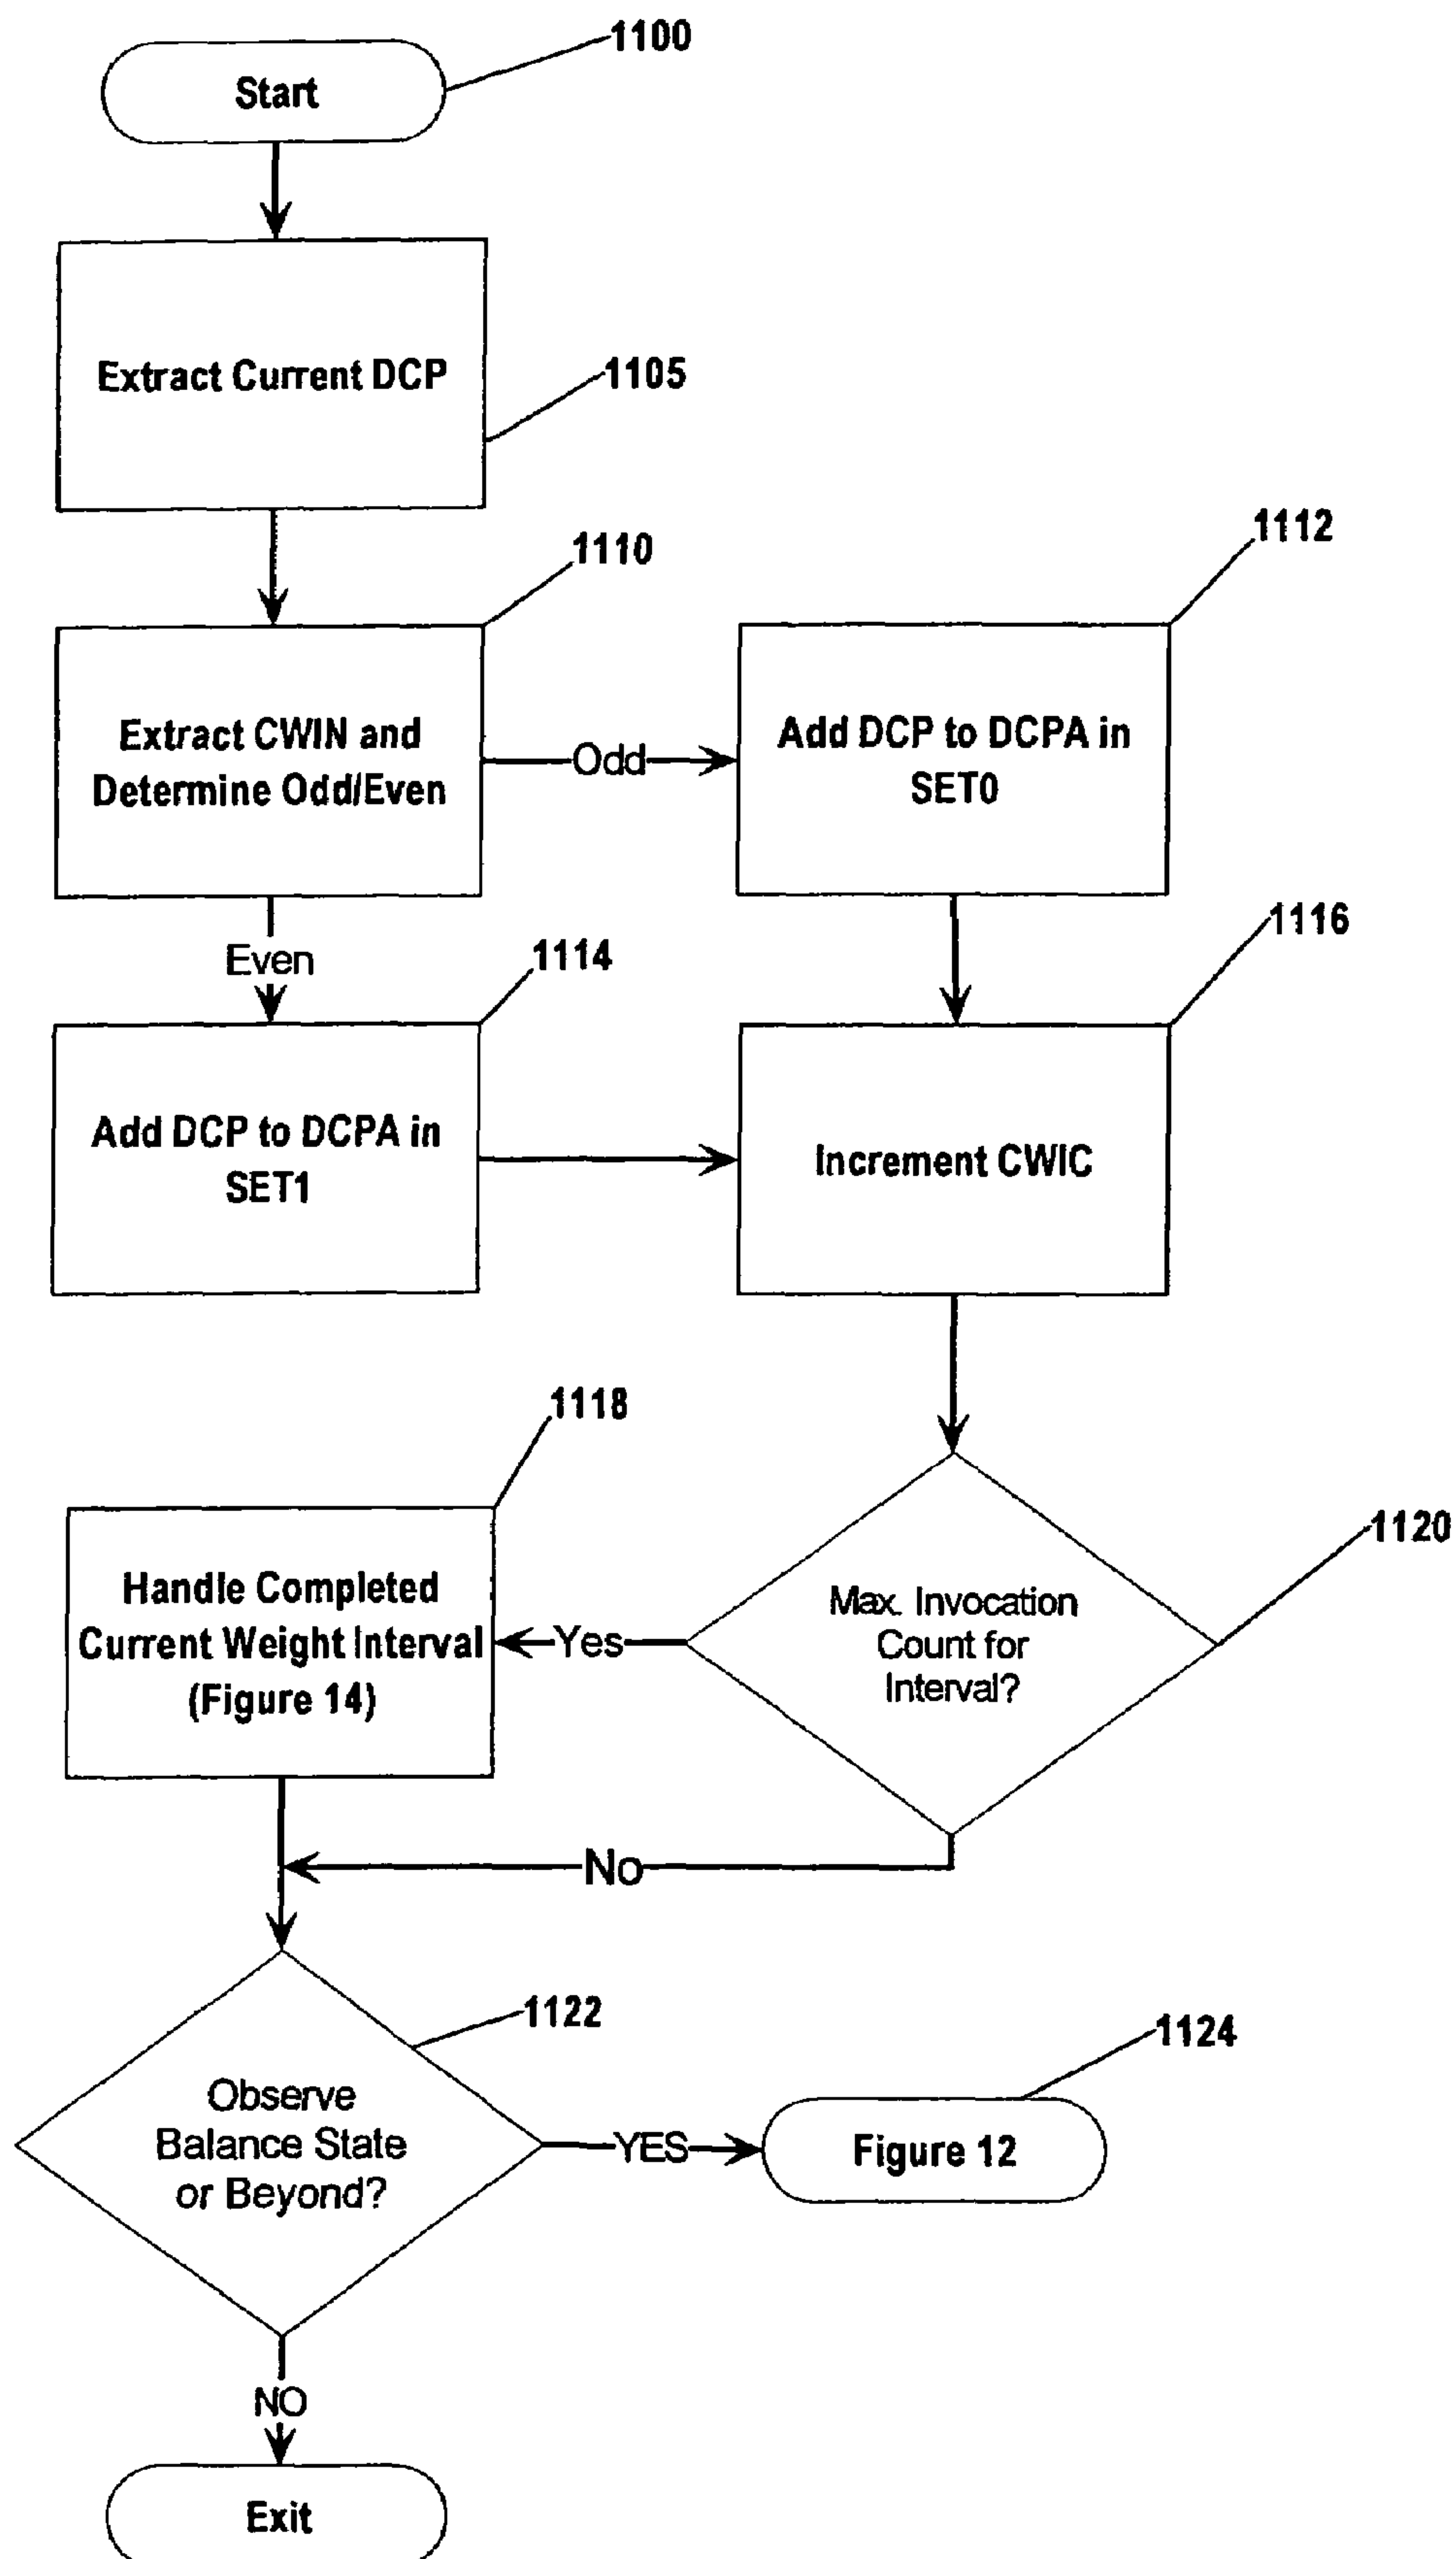 1100
Start
Extract Current DCP
1105
1110
1112
Extract CWIN and
Determine Odd/Even
Odd
Add DCP to DCPA in
SET0
Even
1114
1116
Add DCP to DCPA in
SET1
Increment CWIC
1118
1120
Handle Completed
Current Weight Interval
(Figure 14)
Yes
Max. Invocation
Count for
Interval?
No
1122
1124
Observe
Balance State
or Beyond?
YES
Figure 12
NO
Exit